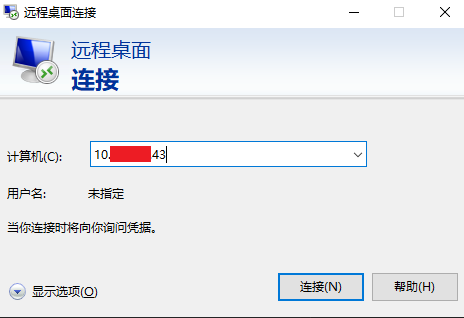 远程桌面连接
远程桌面
连接
计算机(C):
10. .43
用户名:
未指定
当你连接时将向你询问凭据。
显示选项(O)
连接(N)
帮助(H)